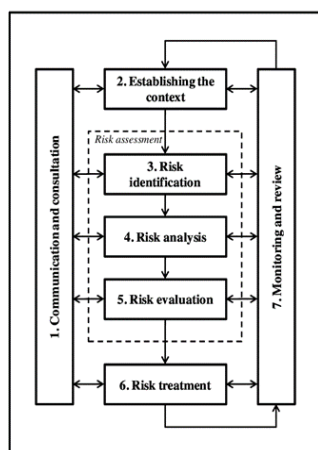 2. Establishing the
context
Risk assessment
3. Risk
identification
4. Risk analysis
5. Risk evaluation
6. Risk treatment
1. Communication and consultation
7. Monitoring and review